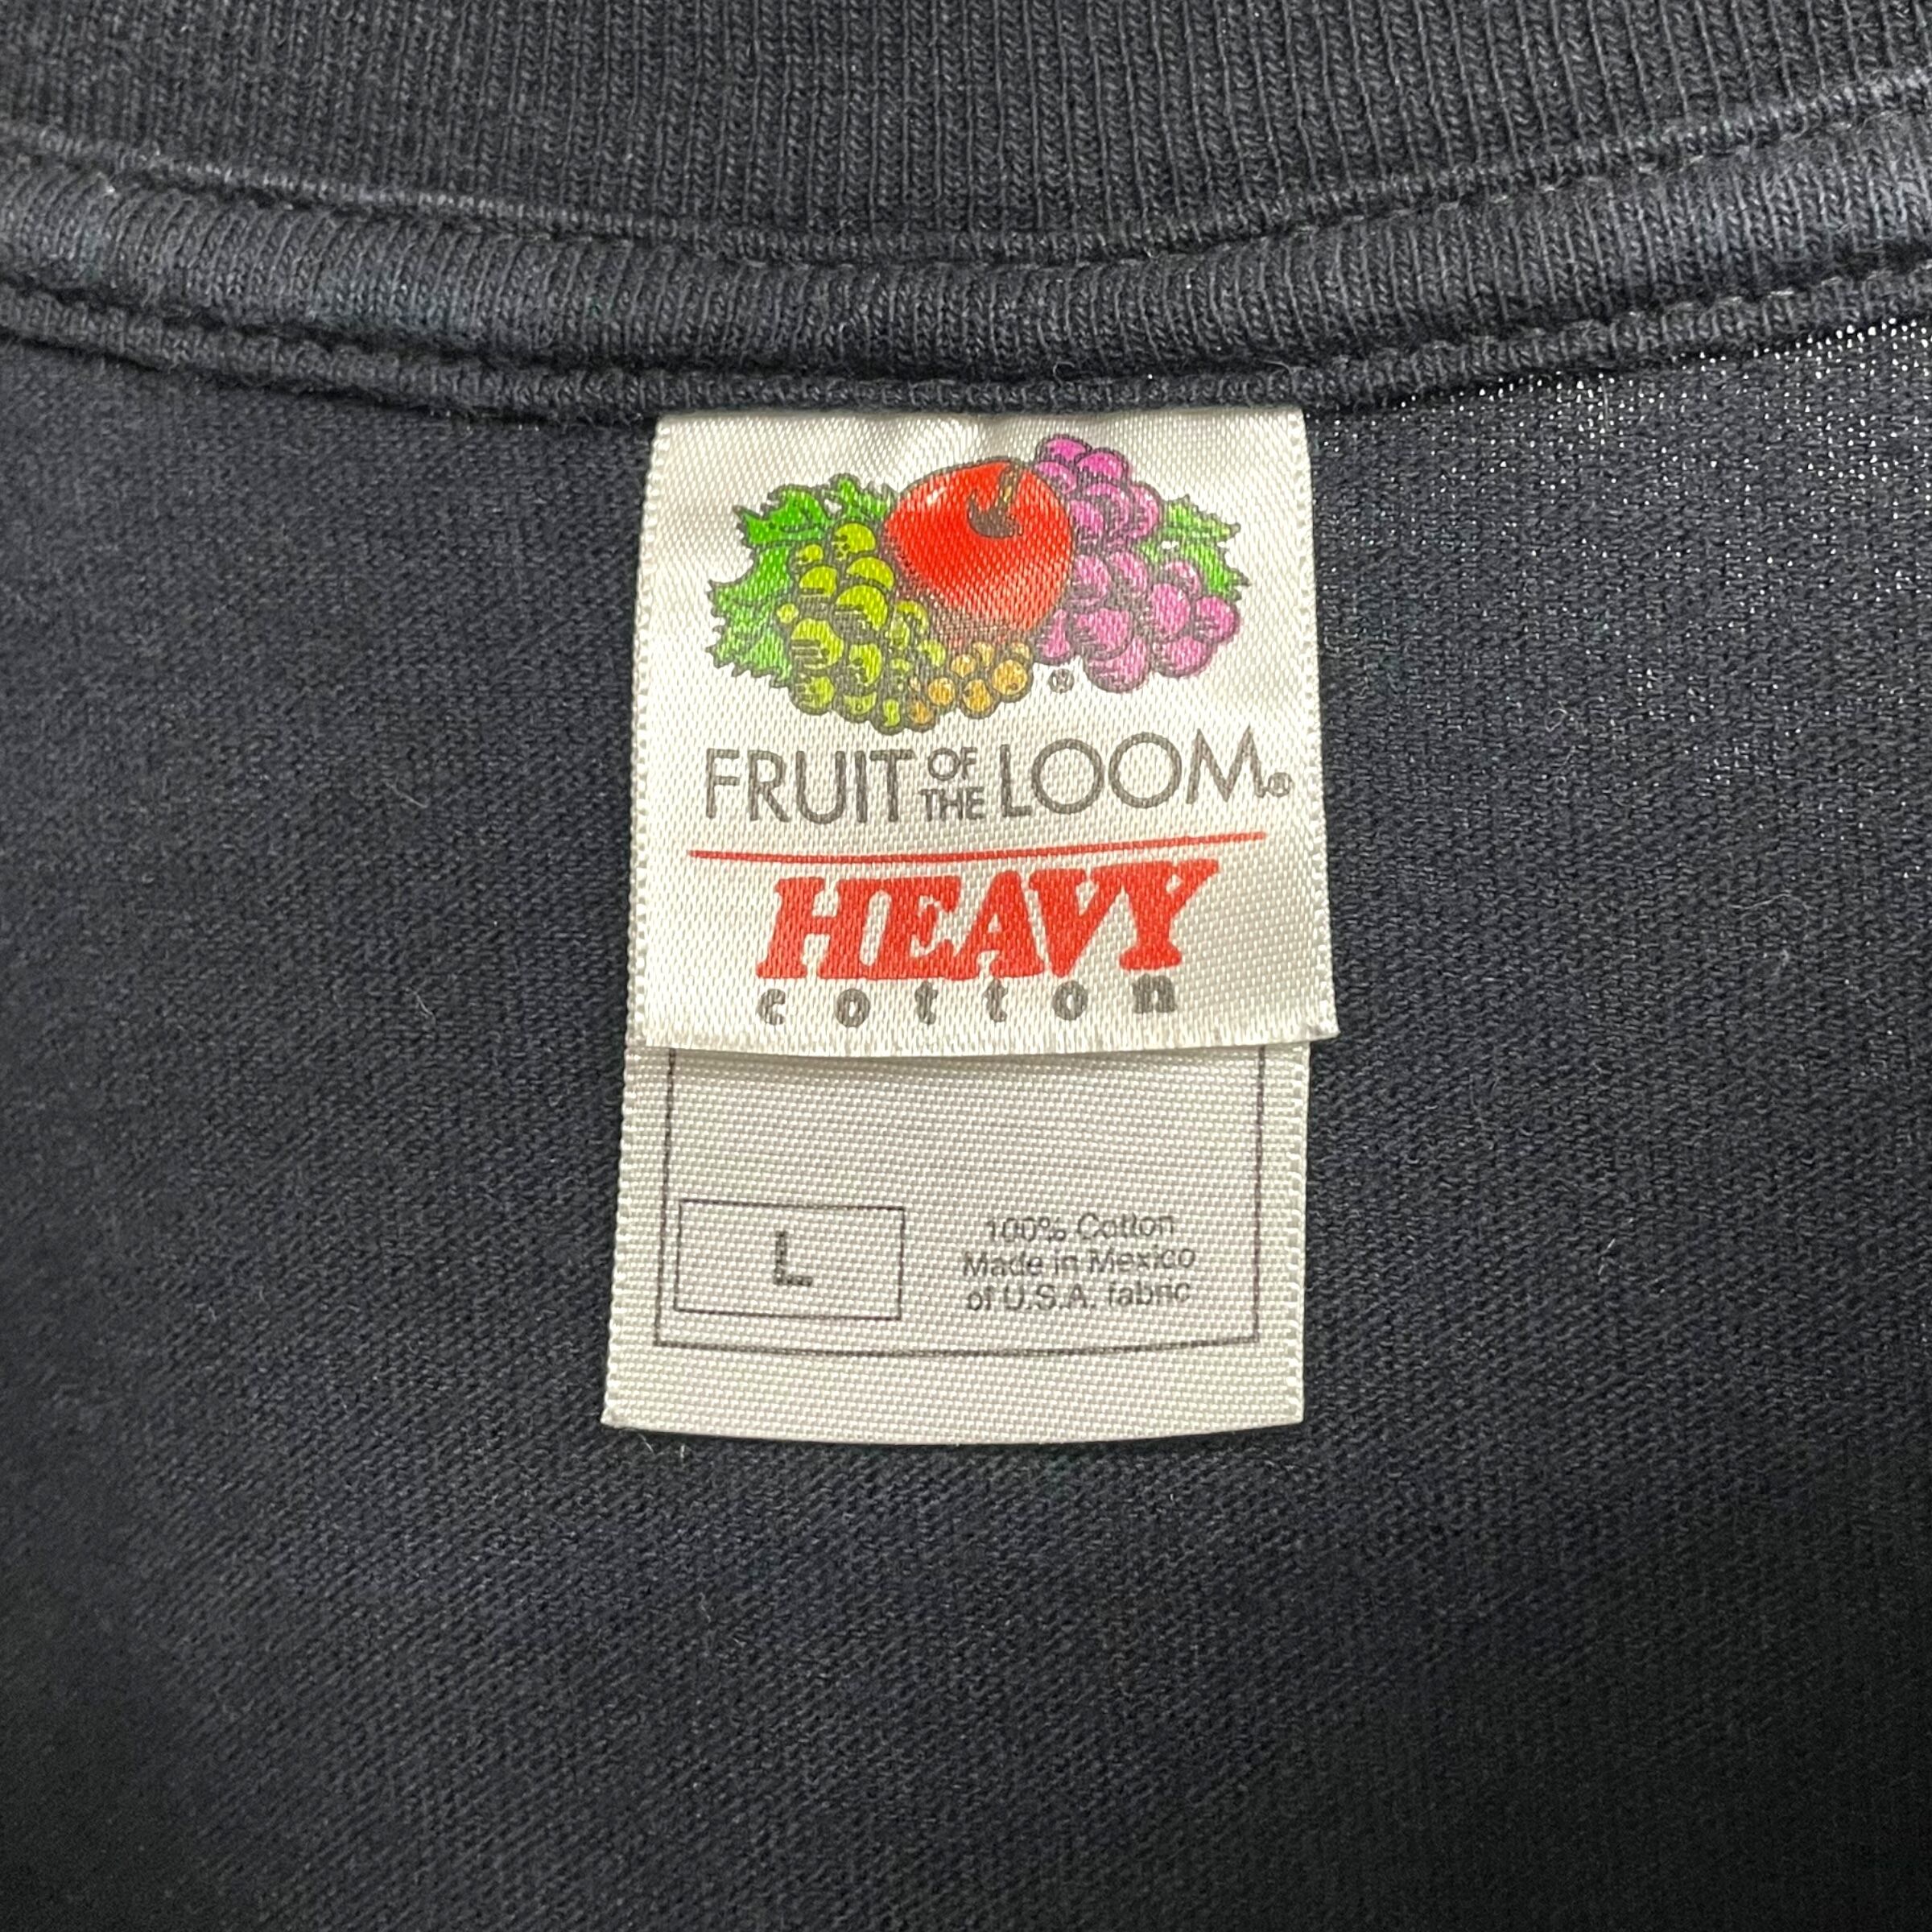 ®
FRUIT OF THE LOOM®
HEAVY
cotton
L
100% Cotton
Made in Mexico
of U.S.A. fabric